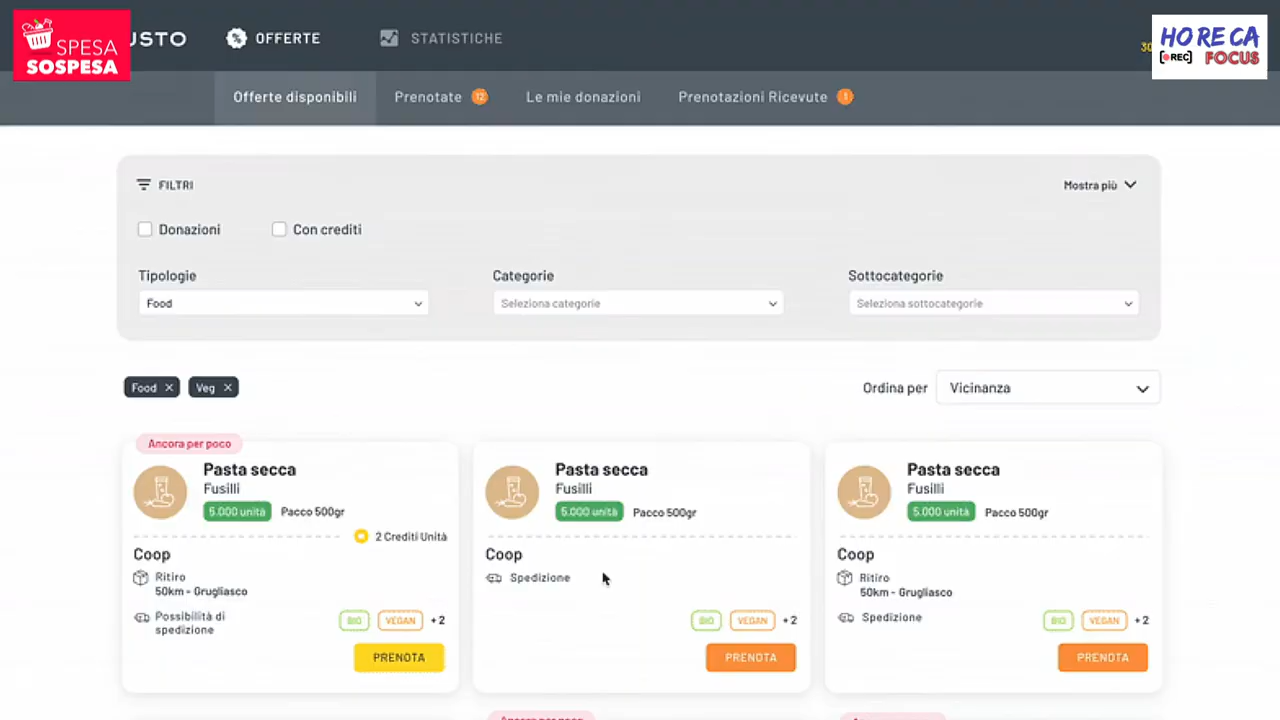 SPESA
SOSPESA
USTO
OFFERTE
STATISTICHE
30
HO RE CA
[REC] FOCUS
Offerte disponibili
Prenotate 12
Le mie donazioni
Prenotazioni Ricevute 1
FILTRI
Mostra più
Donazioni
Con crediti
Tipologie
Categorie
Sottocategorie
Food
Seleziona categorie
Seleziona sottocategorie
Food ×
Veg ×
Ordina per
Vicinanza
Ancora per poco
Pasta secca
Fusilli
5.000 unità Pacco 500gr
2 Crediti Unità
Coop
Ritiro
50km - Grugliasco
Possibilità di
spedizione
BIO VEGAN +2
PRENOTA
Pasta secca
Fusilli
5.000 unità Pacco 500gr
Coop
Spedizione
BIO VEGAN +2
PRENOTA
Pasta secca
Fusilli
5.000 unità Pacco 500gr
Coop
Ritiro
50km - Grugliasco
Spedizione
BIO VEGAN +2
PRENOTA
Ancora per poco